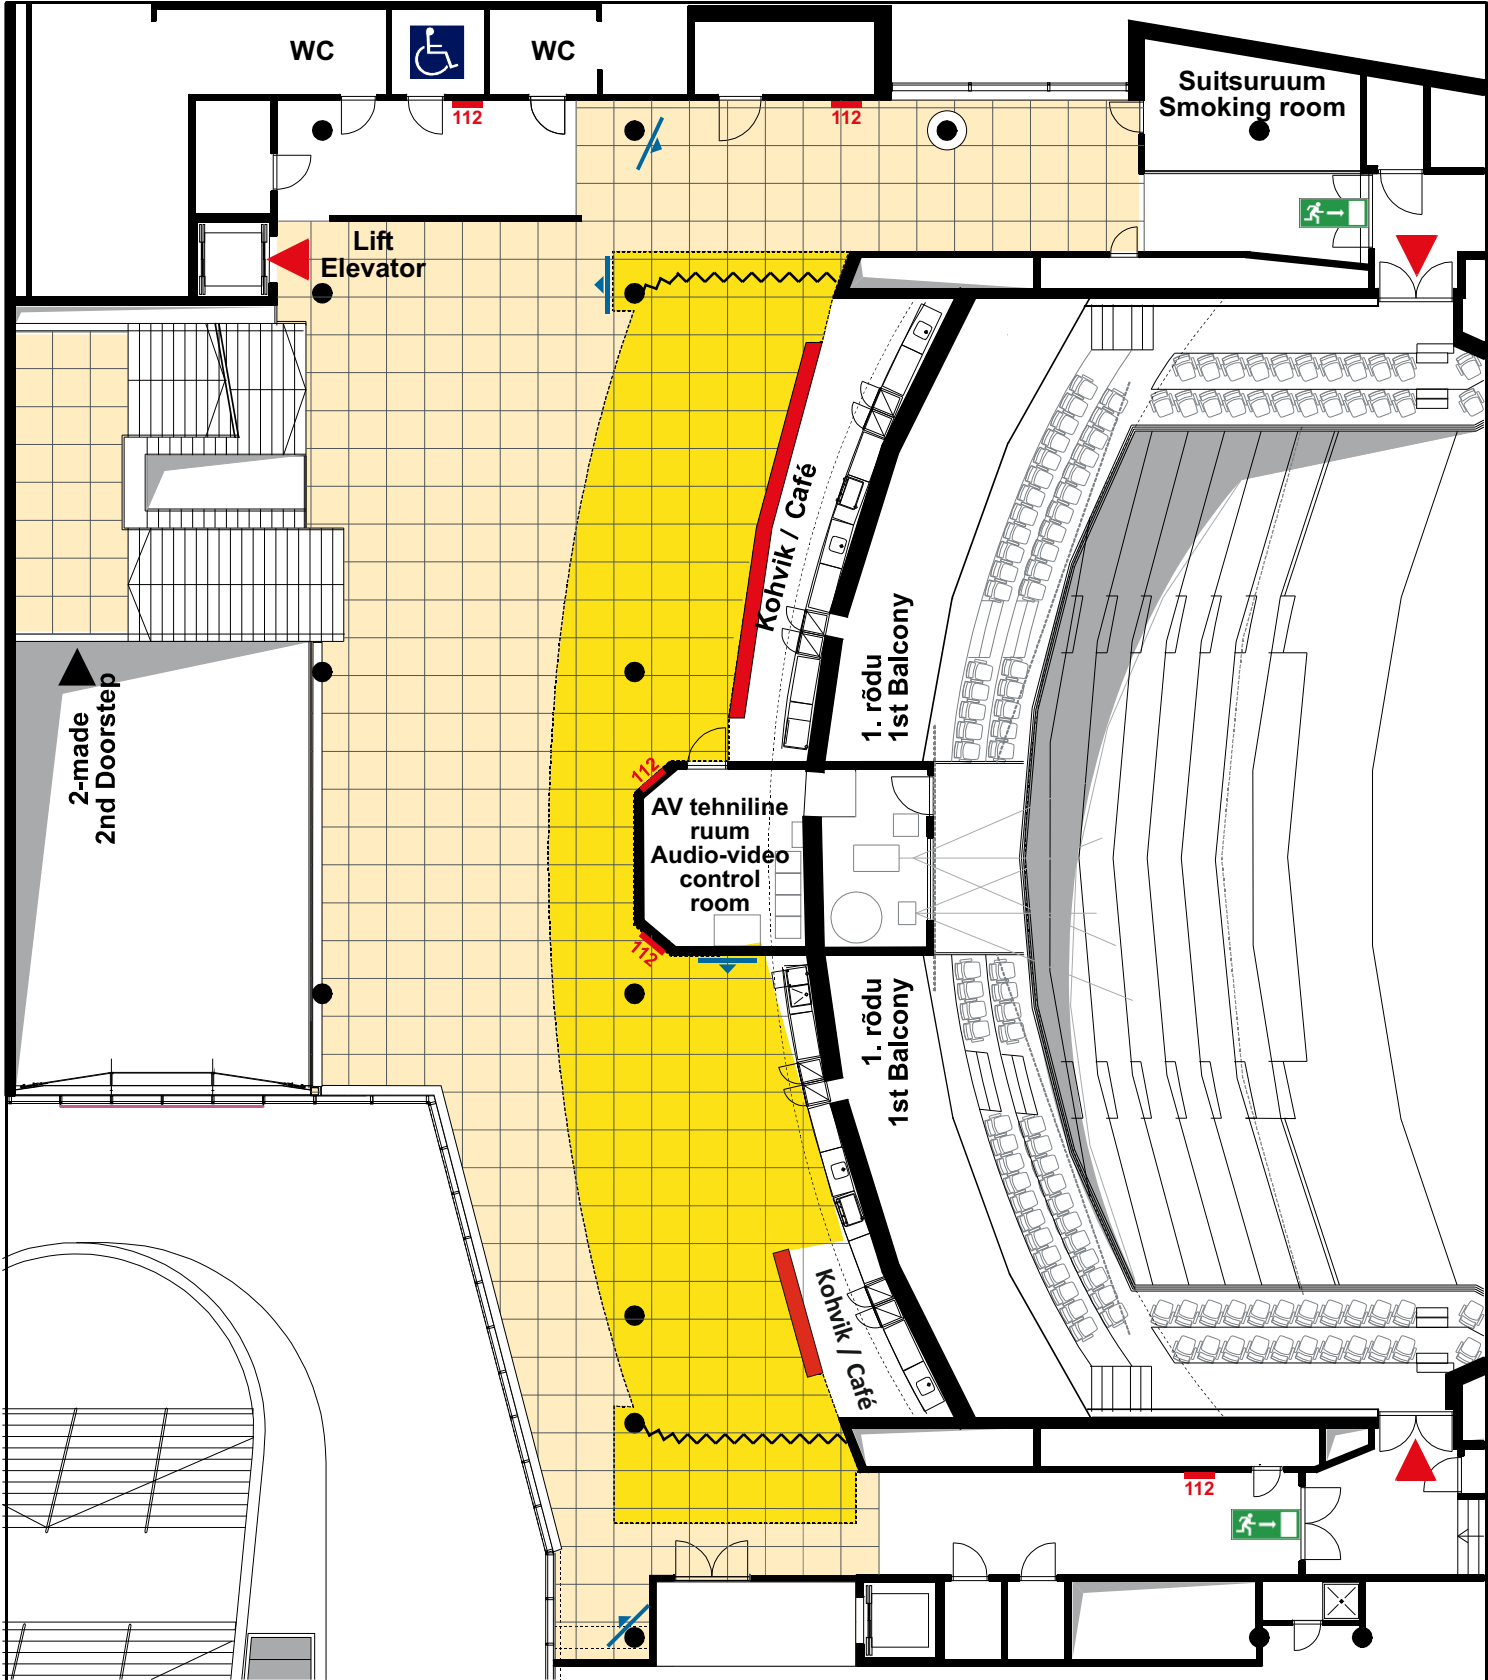 WC
WC
Suitsuruum
Smoking room
112
112
Lift
Elevator
Kohvik / Café
1. rõdu
1st Balcony
2-made
2nd Doorstep
112
AV tehniline
ruum
Audio-video
control
room
112
1. rõdu
1st Balcony
Kohvik / Café
112